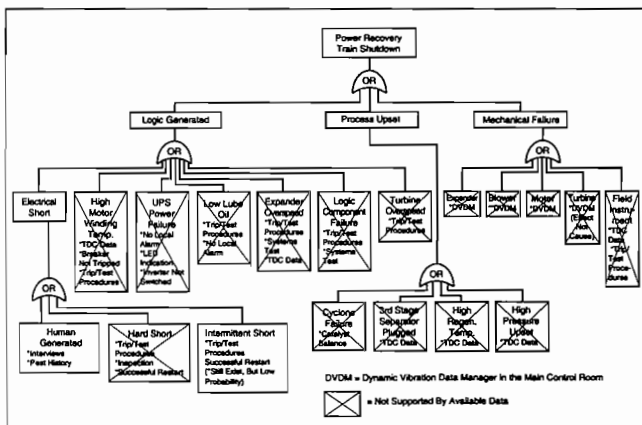 Power Recovery
Train Shutdown
OR
Logic Generated
Process Upset
Mechanical Failure
OR
OR
Electrical
Short
High
Motor
Winding
Temp.
*TDC Data
*Breaker
Not Tripped
*Trip/Test
Procedures
UPS
Power
Failure
*No Local
Alarm
*LED
Indication
*Inverter Not
Switched
Low Lube
Oil
*Trip/Test
Procedures
*No Local
Alarm
Expander
Overspeed
*Trip/Test
Procedures
*Systems
Test
*TDC Data
Logic
Component
Failure
*Trip/Test
Procedures
*Systems
Test
Turbine
Overspeed
*Trip/Test
Procedures
Expander
*DVDM
Blower
*DVDM
Motor
*DVDM
Turbine
*DVDM
(Effect
Not
Cause)
Field
*TDC
Data
Test
Proce-
dures
OR
OR
Human
Generated
*Interviews
*Past History
Hard Short
*Trip/Test
Procedures
*Inspection
*Successful Restart
Intermittent Short
*Trip/Test
Procedures
Successful Restart
(*Still Exist, But Low
Probability)
Cyclone
Failure
*Catalyst
Balance
3rd Stage
Separator
Plugged
*TDC Data
High
Regen.
Temp.
*TDC Data
High
Pressure
Upset
*TDC Data
DVDM = Dynamic Vibration Data Manager in the Main Control Room
= Not Supported By Available Data